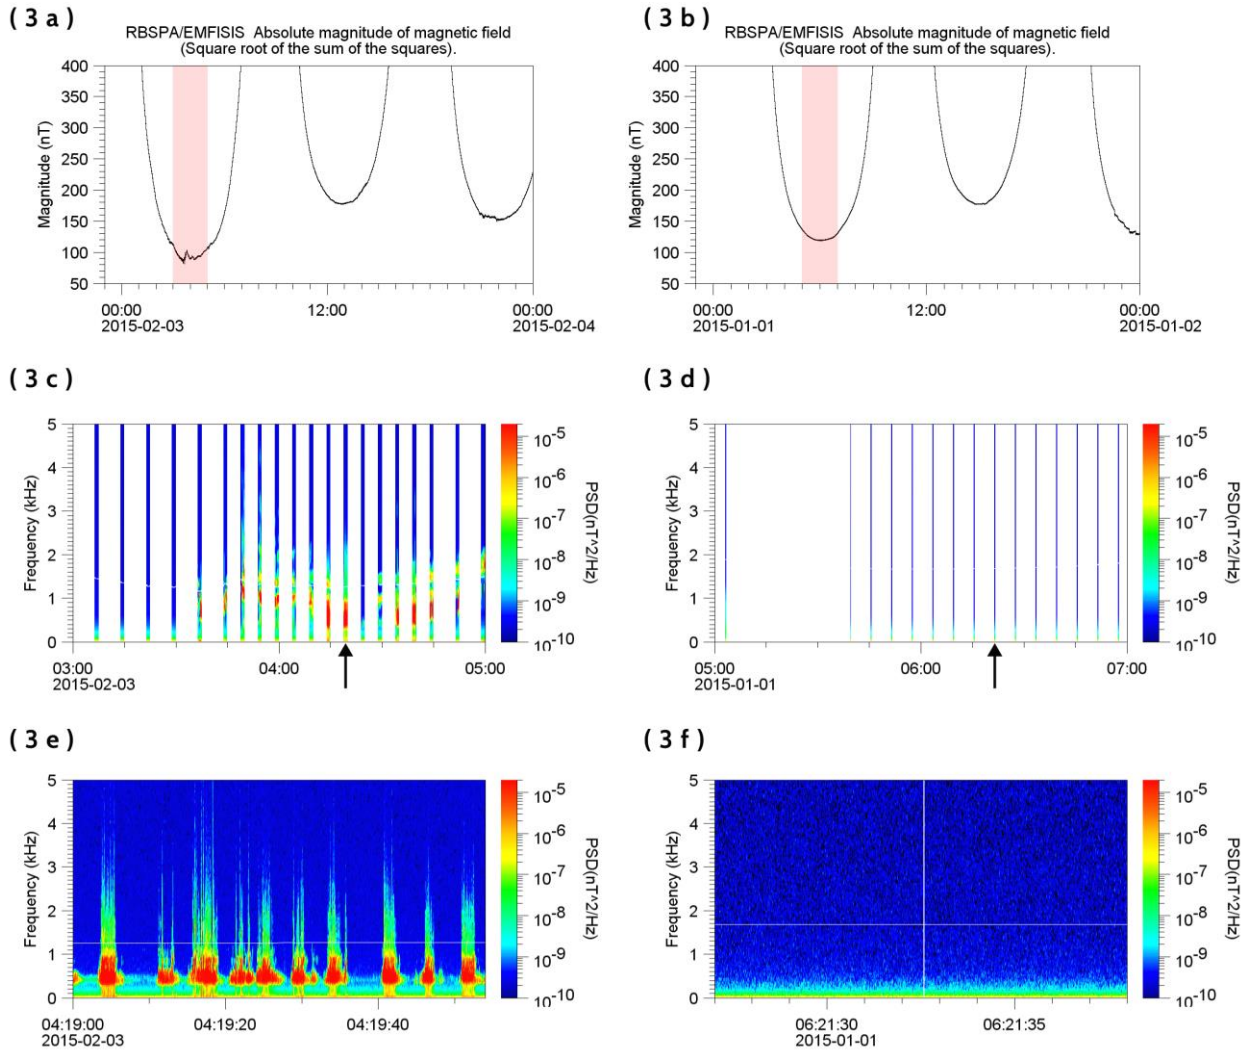 ( 3 a )
RBSPA/EMFISIS Absolute magnitude of magnetic field
(Square root of the sum of the squares).
Magnitude (nT)
400
350
300
250
200
150
100
50
00:00 12:00 00:00
2015-02-03 2015-02-04
( 3 b )
RBSPA/EMFISIS Absolute magnitude of magnetic field
(Square root of the sum of the squares).
Magnitude (nT)
400
350
300
250
200
150
100
50
00:00 12:00 00:00
2015-01-01 2015-01-02
( 3 c )
Frequency (kHz)
5
4
3
2
1
0
03:00 04:00 05:00
2015-02-03
10^-5
10^-6
10^-7
10^-8
10^-9
10^-10
PSD(nT^2/Hz)
( 3 d )
Frequency (kHz)
5
4
3
2
1
0
05:00 06:00 07:00
2015-01-01
10^-5
10^-6
10^-7
10^-8
10^-9
10^-10
PSD(nT^2/Hz)
( 3 e )
Frequency (kHz)
5
4
3
2
1
0
04:19:00 04:19:20 04:19:40
2015-02-03
10^-5
10^-6
10^-7
10^-8
10^-9
10^-10
PSD(nT^2/Hz)
( 3 f )
Frequency (kHz)
5
4
3
2
1
0
06:21:30 06:21:35
2015-01-01
10^-5
10^-6
10^-7
10^-8
10^-9
10^-10
PSD(nT^2/Hz)